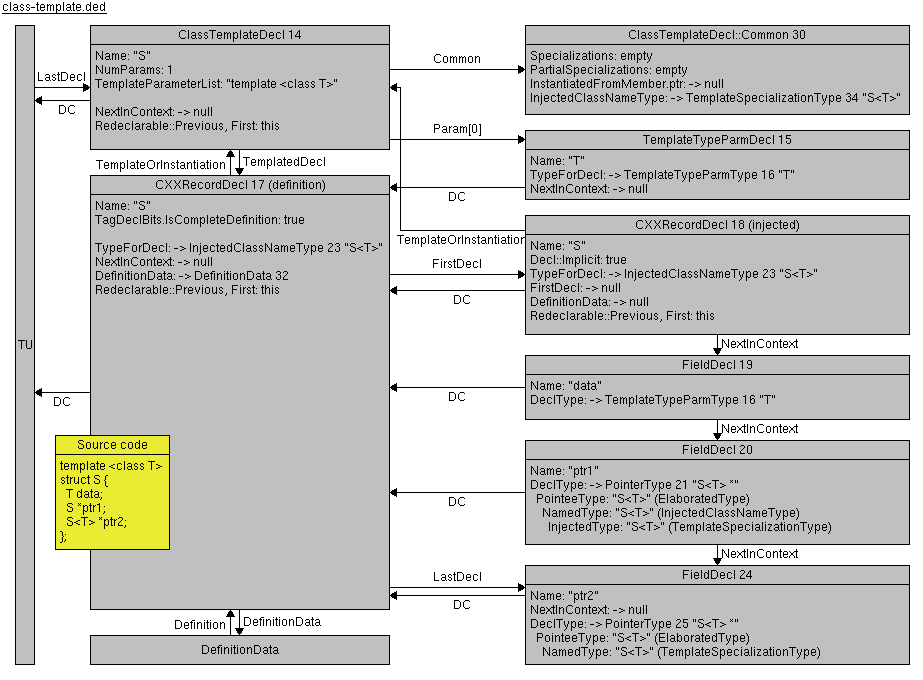 class-template.ded
ClassTemplateDecl 14
Name: "S"
NumParams: 1
TemplateParameterList: "template <class T>"
NextInContext: -> null
Redeclarable::Previous, First: this
ClassTemplateDecl::Common 30
Specializations: empty
PartialSpecializations: empty
InstantiatedFromMember.ptr: -> null
InjectedClassNameType: -> TemplateSpecializationType 34 "S<T>"
Common
LastDecl
DC
Param[0]
TemplateTypeParmDecl 15
Name: "T"
TypeForDecl: -> TemplateTypeParmType 16 "T"
NextInContext: -> null
TemplateOrInstantiation
TemplatedDecl
DC
CXXRecordDecl 17 (definition)
Name: "S"
TagDeclBits.IsCompleteDefinition: true
TypeForDecl: -> InjectedClassNameType 23 "S<T>"
NextInContext: -> null
DefinitionData: -> DefinitionData 32
Redeclarable::Previous, First: this
TemplateOrInstantiation
CXXRecordDecl 18 (injected)
Name: "S"
Decl::Implicit: true
TypeForDecl: -> InjectedClassNameType 23 "S<T>"
FirstDecl: -> null
DefinitionData: -> null
Redeclarable::Previous, First: this
FirstDecl
DC
TU
NextInContext
FieldDecl 19
Name: "data"
DeclType: -> TemplateTypeParmType 16 "T"
DC
DC
NextInContext
Source code
template <class T>
struct S {
T data;
S *ptr1;
S<T> *ptr2;
};
FieldDecl 20
Name: "ptr1"
DeclType: -> PointerType 21 "S<T> *"
PointeeType: "S<T>" (ElaboratedType)
NamedType: "S<T>" (InjectedClassNameType)
InjectedType: "S<T>" (TemplateSpecializationType)
DC
NextInContext
LastDecl
DC
FieldDecl 24
Name: "ptr2"
NextInContext: -> null
DeclType: -> PointerType 25 "S<T> *"
PointeeType: "S<T>" (ElaboratedType)
NamedType: "S<T>" (TemplateSpecializationType)
Definition
DefinitionData
DefinitionData